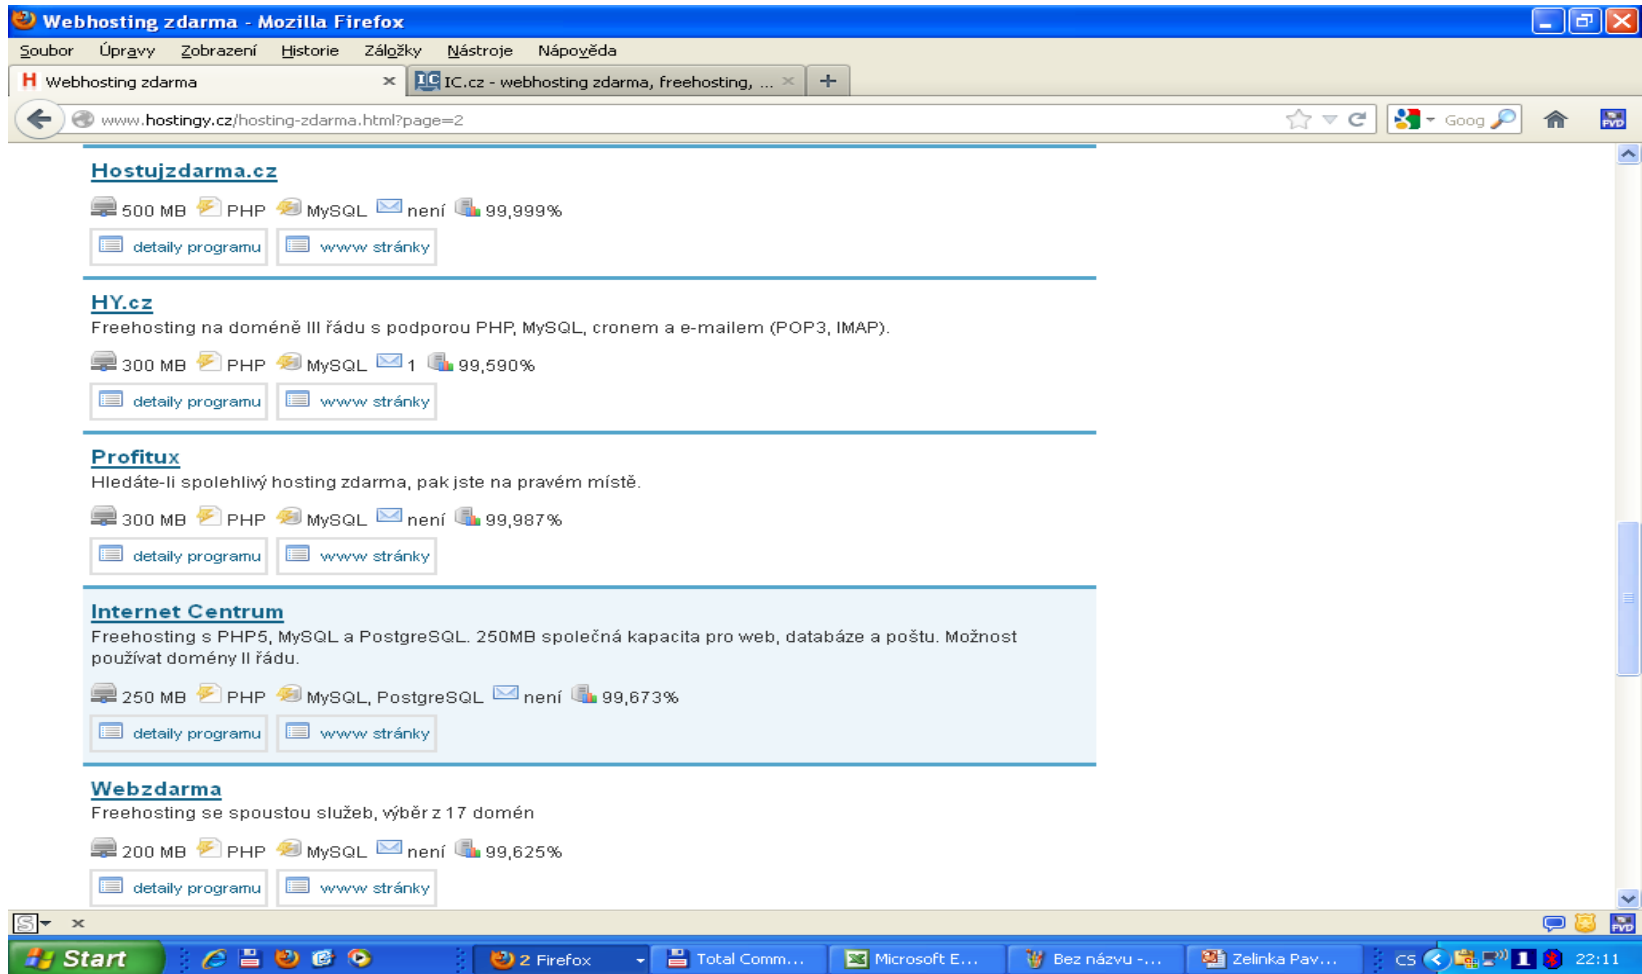 Webhosting zdarma - Mozilla Firefox
Soubor Úpravy Zobrazení Historie Záložky Nástroje Nápověda
H Webhosting zdarma × IC IC.cz - webhosting zdarma, freehosting, ... × +
www.hostingy.cz/hosting-zdarma.html?page=2 Goog PVD
Hostujzdarma.cz
500 MB PHP MySQL není 99,999%
detaily programu www stránky
HY.cz
Freehosting na doméně III řádu s podporou PHP, MySQL, cronem a e-mailem (POP3, IMAP).
300 MB PHP MySQL 1 99,590%
detaily programu www stránky
Profitux
Hledáte-li spolehlivý hosting zdarma, pak jste na pravém místě.
300 MB PHP MySQL není 99,987%
detaily programu www stránky
Internet Centrum
Freehosting s PHP5, MySQL a PostgreSQL. 250MB společná kapacita pro web, databáze a poštu. Možnost
používat domény II řádu.
250 MB PHP MySQL, PostgreSQL není 99,673%
detaily programu www stránky
Webzdarma
Freehosting se spoustou služeb, výběr z 17 domén
200 MB PHP MySQL není 99,625%
detaily programu www stránky
S × PVD
Start 2 Firefox Total Comm... Microsoft E... Bez názvu -... Zelinka Pav... CS 1 22:11